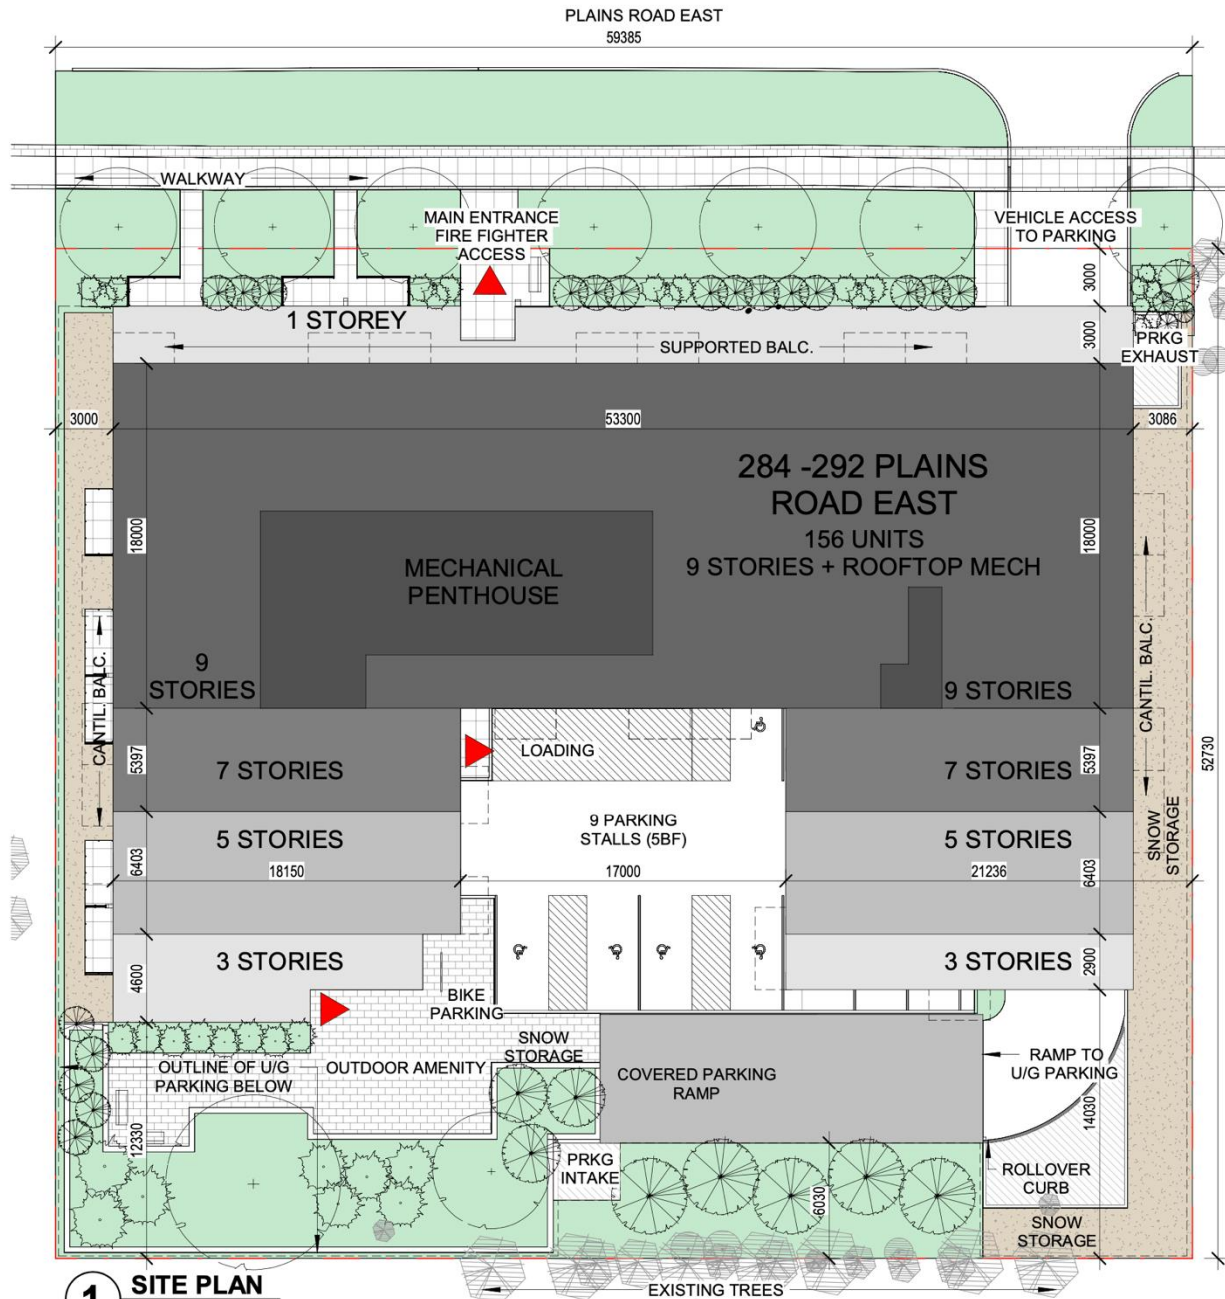 PLAINS ROAD EAST
59385
WALKWAY
MAIN ENTRANCE
FIRE FIGHTER
ACCESS
VEHICLE ACCESS
TO PARKING
3000
1 STOREY
SUPPORTED BALC.
3000
PRKG
EXHAUST
3000
53300
3086
284 -292 PLAINS
ROAD EAST
156 UNITS
9 STORIES + ROOFTOP MECH
18000
18000
MECHANICAL
PENTHOUSE
CANTIL. BALC.
CANTIL. BALC.
9
STORIES
9 STORIES
52730
5397
7 STORIES
LOADING
7 STORIES
5397
9 PARKING
STALLS (5BF)
6403
5 STORIES
5 STORIES
6403
SNOW
STORAGE
18150
17000
21236
4600
3 STORIES
3 STORIES
2900
BIKE
PARKING
SNOW
STORAGE
OUTLINE OF U/G
PARKING BELOW
OUTDOOR AMENITY
COVERED PARKING
RAMP
RAMP TO
U/G PARKING
12330
14030
PRKG
INTAKE
6030
ROLLOVER
CURB
SNOW
STORAGE
1
SITE PLAN
EXISTING TREES